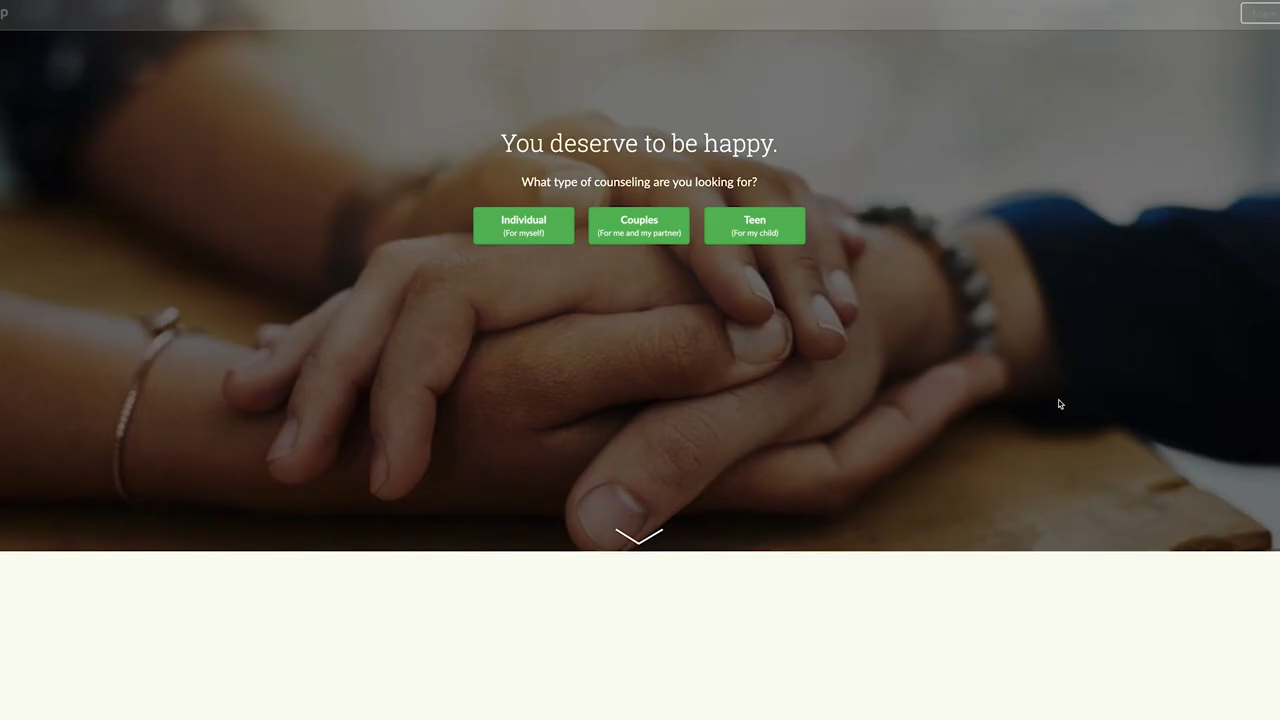 p
You deserve to be happy.
What type of counseling are you looking for?
Individual
(For myself)
Couples
(For me and my partner)
Teen
(For my child)